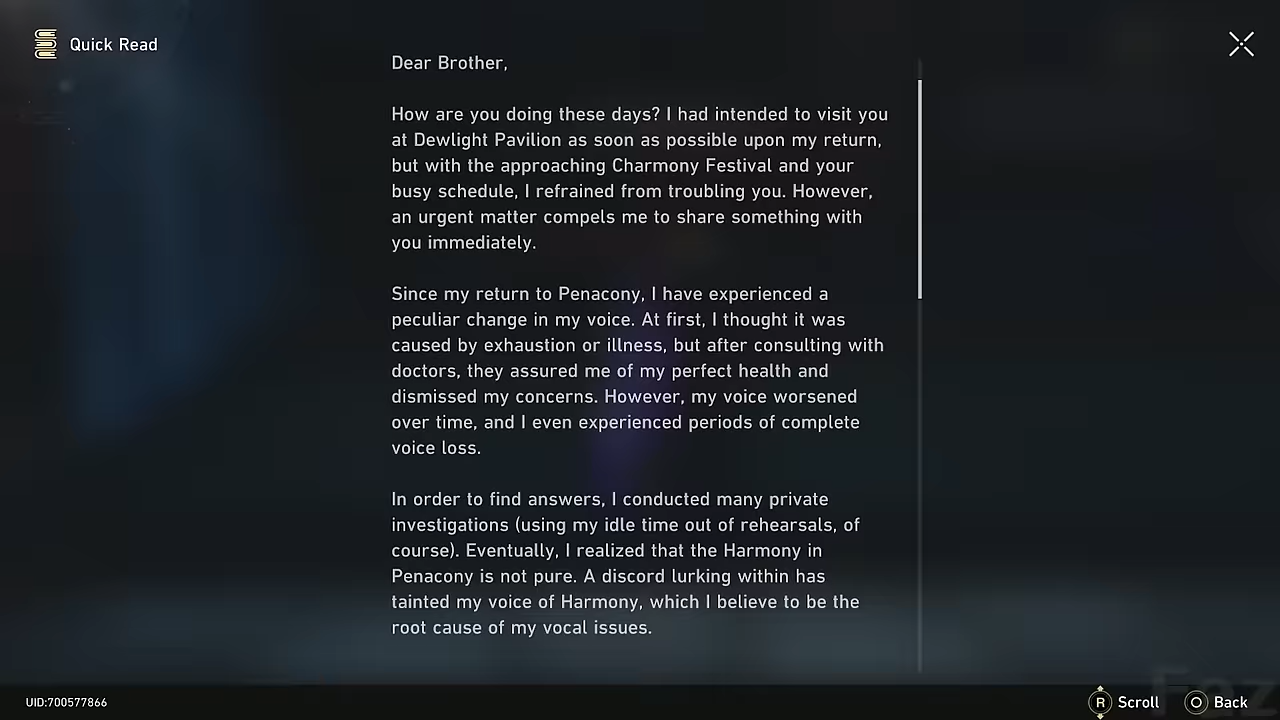 Quick Read
Dear Brother,
How are you doing these days? I had intended to visit you
at Dewlight Pavilion as soon as possible upon my return,
but with the approaching Charmony Festival and your
busy schedule, I refrained from troubling you. However,
an urgent matter compels me to share something with
you immediately.
Since my return to Penacony, I have experienced a
peculiar change in my voice. At first, I thought it was
caused by exhaustion or illness, but after consulting with
doctors, they assured me of my perfect health and
dismissed my concerns. However, my voice worsened
over time, and I even experienced periods of complete
voice loss.
In order to find answers, I conducted many private
investigations (using my idle time out of rehearsals, of
course). Eventually, I realized that the Harmony in
Penacony is not pure. A discord lurking within has
tainted my voice of Harmony, which I believe to be the
root cause of my vocal issues.
UID:700577866
R Scroll
Back